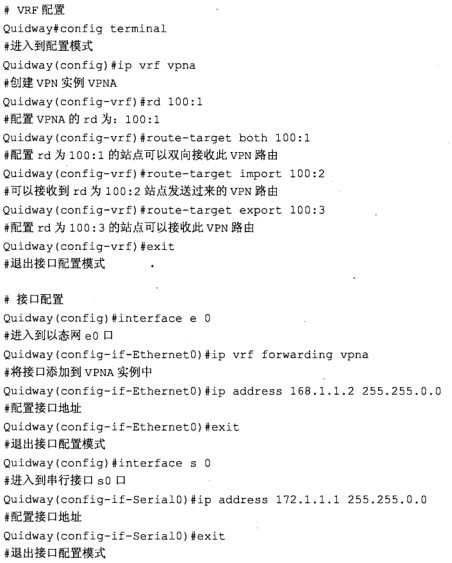 # VRF 配置
Quidway#config terminal
#进入到配置模式
Quidway(config)#ip vrf vpna
#创建 VPN 实例 VPNA
Quidway(config-vrf)#rd 100:1
#配置 VPNA 的 rd 为：100:1
Quidway(config-vrf)#route-target both 100:1
#配置 rd 为 100:1 的站点可以双向接收此 VPN 路由
Quidway(config-vrf)#route-target import 100:2
#可以接收到 rd 为 100:2 站点发送过来的 VPN 路由
Quidway(config-vrf)#route-target export 100:3
#配置 rd 为 100:3 的站点可以接收此 VPN 路由
Quidway(config-vrf)#exit
#退出接口配置模式
# 接口配置
Quidway(config)#interface e 0
#进入到以太网 e0 口
Quidway(config-if-Ethernet0)#ip vrf forwarding vpna
#将接口添加到 VPNA 实例中
Quidway(config-if-Ethernet0)#ip address 168.1.1.2 255.255.0.0
#配置接口地址
Quidway(config-if-Ethernet0)#exit
#退出接口配置模式
Quidway(config)#interface s 0
#进入到串行接口 s0 口
Quidway(config-if-Serial0)#ip address 172.1.1.1 255.255.0.0
#配置接口地址
Quidway(config-if-Serial0)#exit
#退出接口配置模式